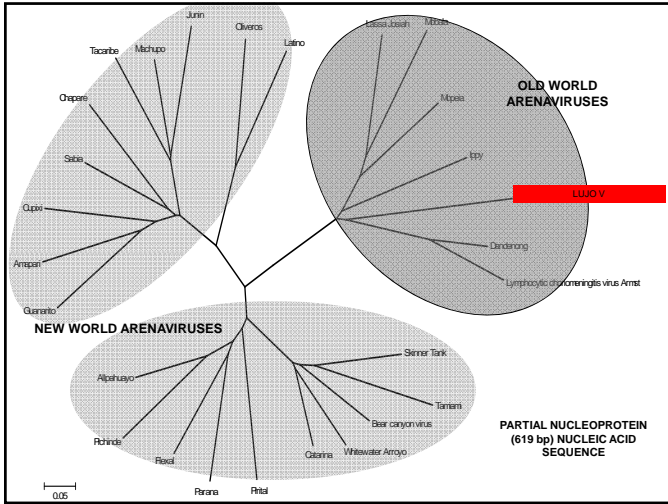 Junin
Oliveros
Latino
Machupo
Tacaribe
Chapare
Sabia
Cupixi
Amapari
Guanarito
Lassa Josiah
Mobala
OLD WORLD
ARENAVIRUSES
Mopeia
Ippy
LUJO V
Dandenong
Lymphocytic choriomeningitis virus Armst
NEW WORLD ARENAVIRUSES
Skinner Tank
Allpahuayo
Tamiami
Bear canyon virus
Pichinde
Whitewater Arroyo
Catarina
Flexal
Parana
Pirital
PARTIAL NUCLEOPROTEIN
(619 bp) NUCLEIC ACID
SEQUENCE
0.05